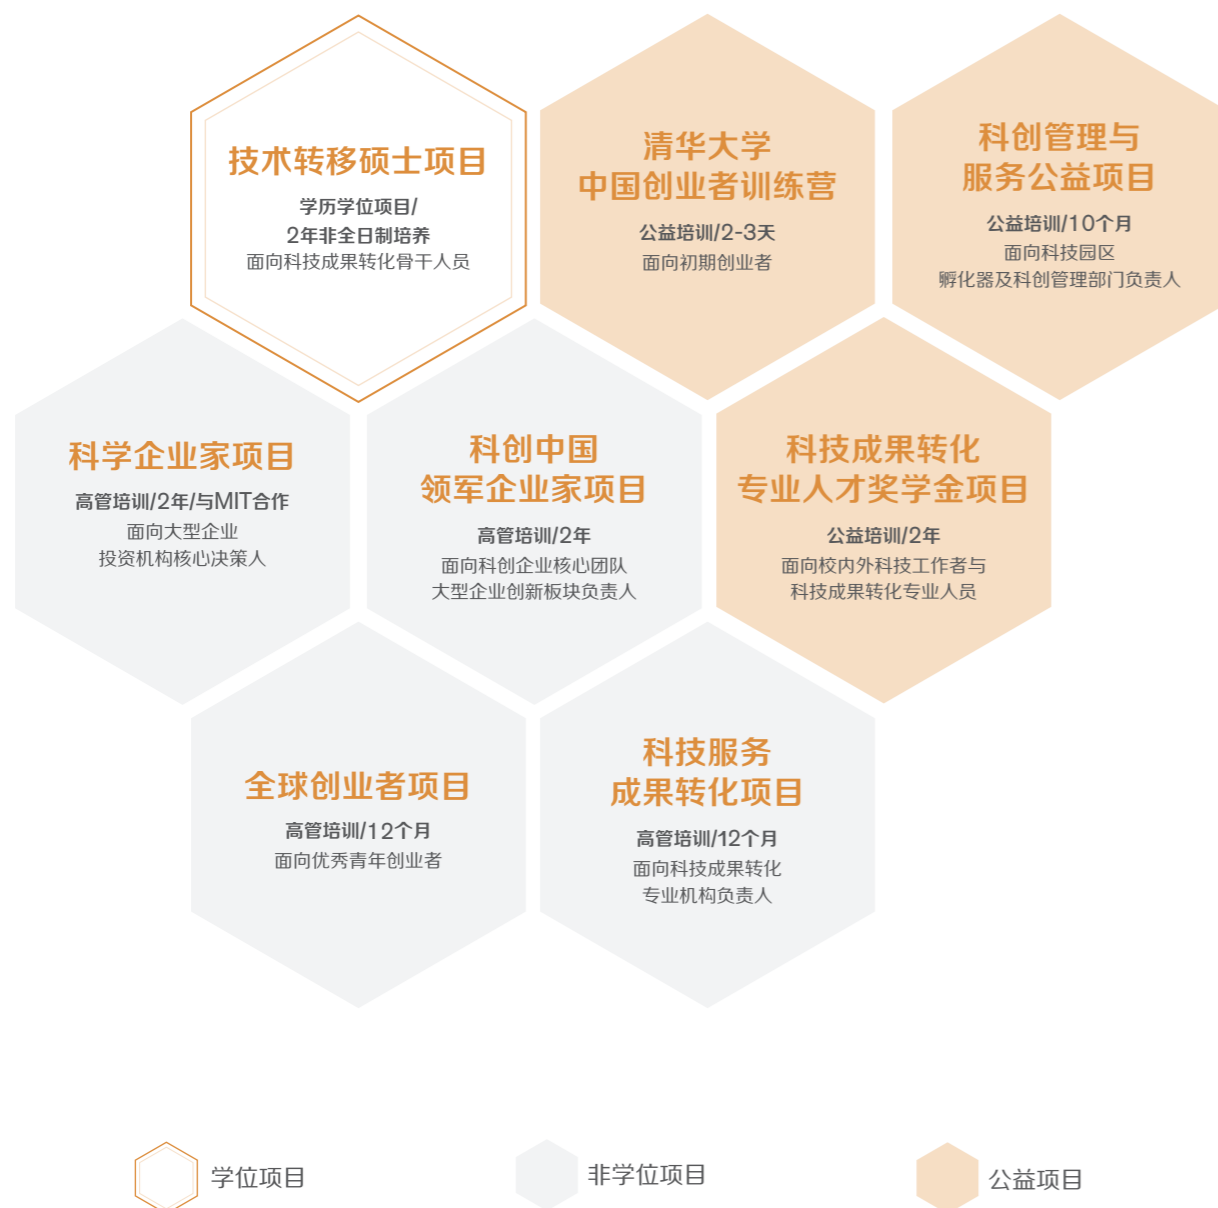 技术转移硕士项目
学历学位项目/
2年非全日制培养
面向科技成果转化骨干人员
清华大学
中国创业者训练营
公益培训/2-3天
面向初期创业者
科创管理与
服务公益项目
公益培训/10个月
面向科技园区
孵化器及科创管理部门负责人
科学企业家项目
高管培训/2年/与MIT合作
面向大型企业
投资机构核心决策人
科创中国
领军企业家项目
高管培训/2年
面向科创企业核心团队
大型企业创新板块负责人
科技成果转化
专业人才奖学金项目
公益培训/2年
面向校内外科技工作者与
科技成果转化专业人员
全球创业者项目
高管培训/12个月
面向优秀青年创业者
科技服务
成果转化项目
高管培训/12个月
面向科技成果转化
专业机构负责人
学位项目
非学位项目
公益项目